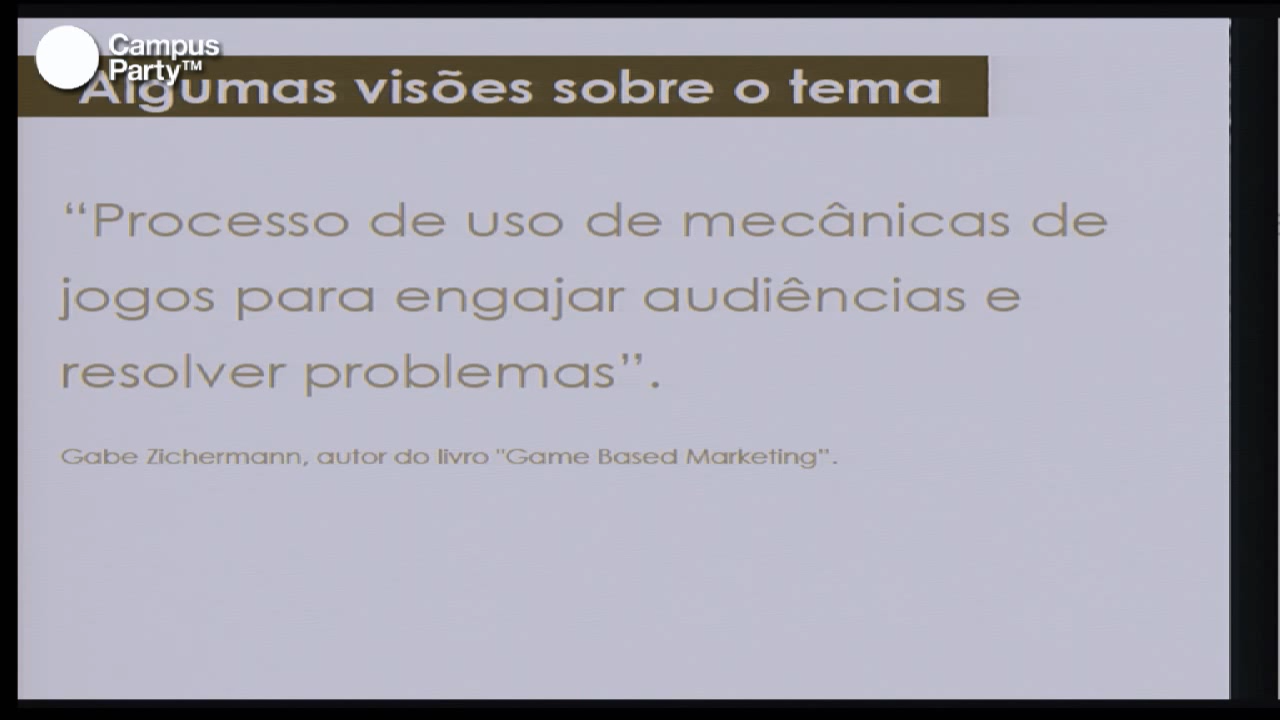 Campus
Party™
Algumas visões sobre o tema
“Processo de uso de mecânicas de
jogos para engajar audiências e
resolver problemas”.
Gabe Zichermann, autor do livro "Game Based Marketing".